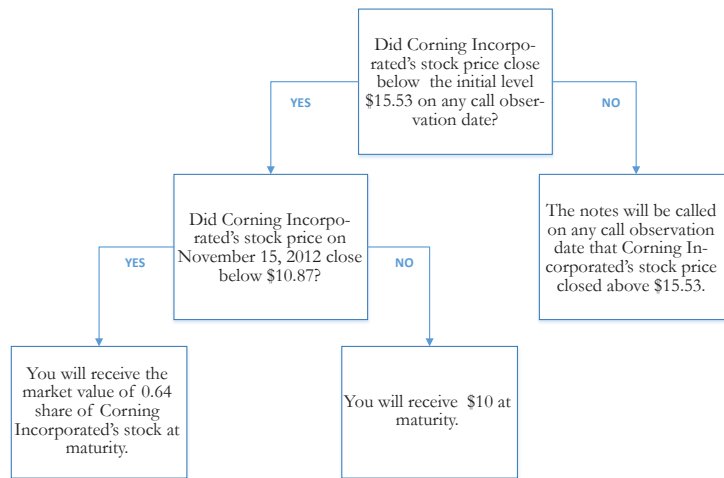 Did Corning Incorpo-
rated's stock price close
below the initial level
$15.53 on any call obser-
vation date?
YES
NO
Did Corning Incorpo-
rated's stock price on
November 15, 2012 close
below $10.87?
The notes will be called
on any call observation
date that Corning In-
corporated's stock price
closed above $15.53.
YES
NO
You will receive the
market value of 0.64
share of Corning
Incorporated's stock at
maturity.
You will receive $10 at
maturity.